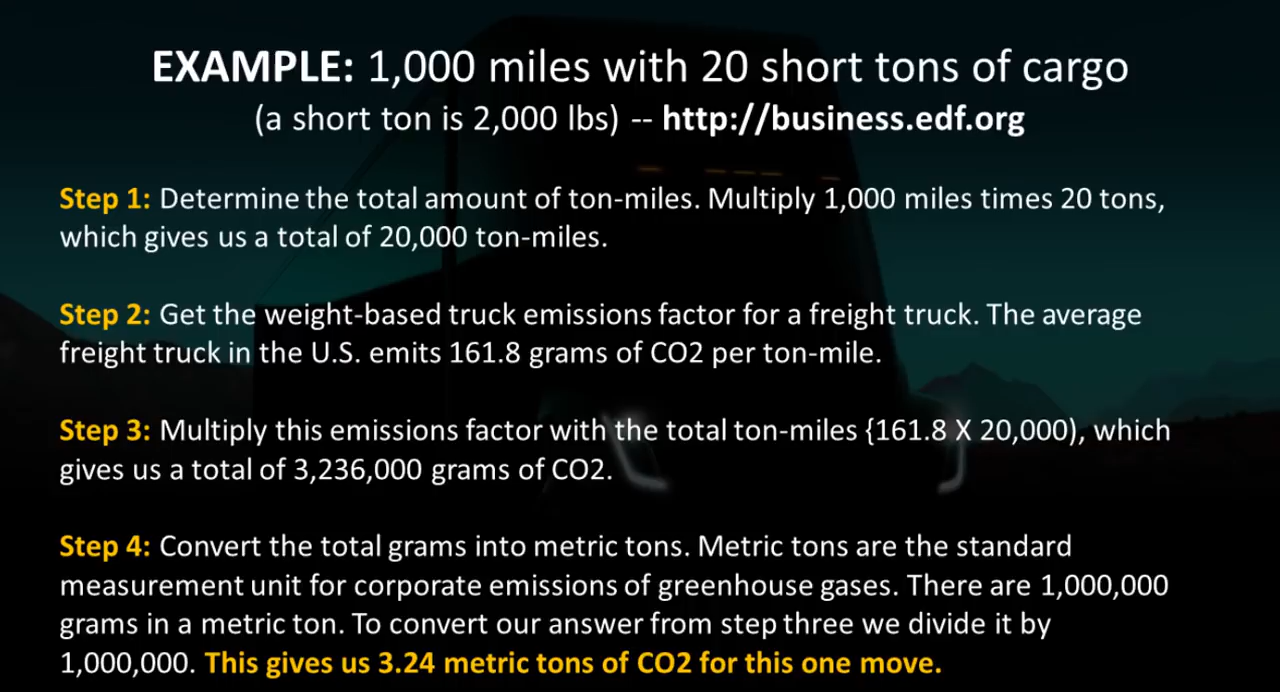 EXAMPLE: 1,000 miles with 20 short tons of cargo
(a short ton is 2,000 lbs) -- http://business.edf.org
Step 1: Determine the total amount of ton-miles. Multiply 1,000 miles times 20 tons,
which gives us a total of 20,000 ton-miles.
Step 2: Get the weight-based truck emissions factor for a freight truck. The average
freight truck in the U.S. emits 161.8 grams of CO2 per ton-mile.
Step 3: Multiply this emissions factor with the total ton-miles {161.8 X 20,000), which
gives us a total of 3,236,000 grams of CO2.
Step 4: Convert the total grams into metric tons. Metric tons are the standard
measurement unit for corporate emissions of greenhouse gases. There are 1,000,000
grams in a metric ton. To convert our answer from step three we divide it by
1,000,000. This gives us 3.24 metric tons of CO2 for this one move.